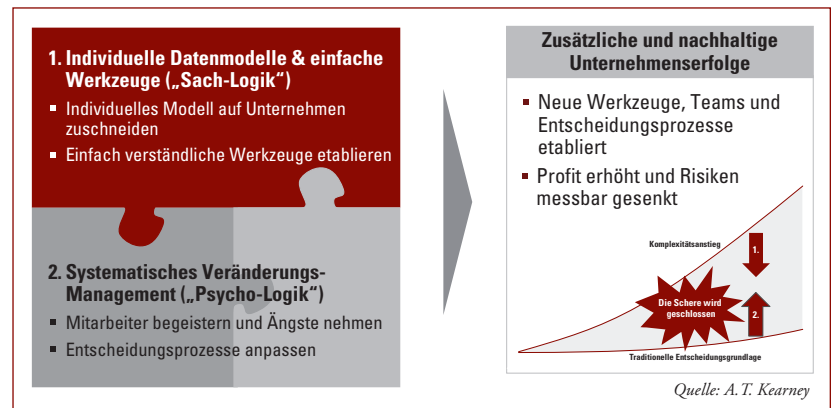 1. Individuelle Datenmodelle & einfache
Werkzeuge („Sach-Logik“)
▪ Individuelles Modell auf Unternehmen
zuschneiden
▪ Einfach verständliche Werkzeuge etablieren
2. Systematisches Veränderungs-
Management („Psycho-Logik“)
▪ Mitarbeiter begeistern und Ängste nehmen
▪ Entscheidungsprozesse anpassen
Zusätzliche und nachhaltige
Unternehmenserfolge
▪ Neue Werkzeuge, Teams und
Entscheidungsprozesse
etabliert
▪ Profit erhöht und Risiken
messbar gesenkt
Komplexitätsanstieg
1.
Die Schere wird
geschlossen
2.
Traditionelle Entscheidungsgrundlage
Quelle: A.T. Kearney